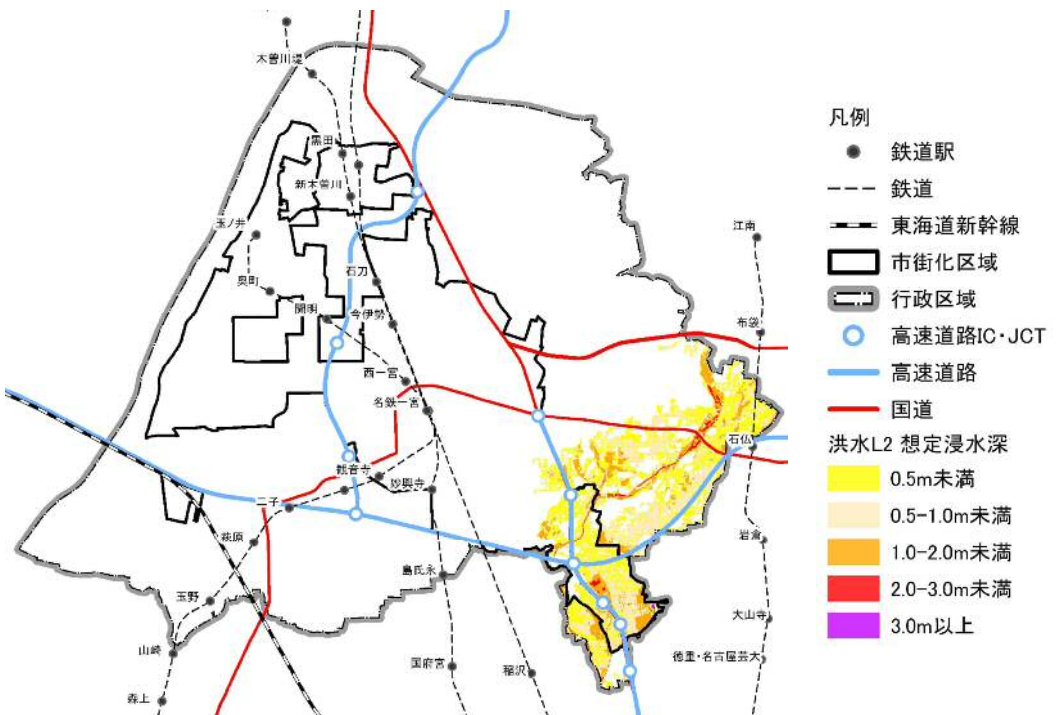 木曽川堤
黒田
新木曽川
玉ノ井
石刀
奥町
開明
今伊勢
西一宮
名鉄一宮
観音寺
妙興寺
二子
萩原
島氏永
玉野
山崎
森上
国府宮
稲沢
江南
布袋
石仏
岩倉
大山寺
徳重・名古屋芸大
凡例
鉄道駅
鉄道
東海道新幹線
市街化区域
行政区域
高速道路IC・JCT
高速道路
国道
洪水L2 想定浸水深
0.5m未満
0.5-1.0m未満
1.0-2.0m未満
2.0-3.0m未満
3.0m以上